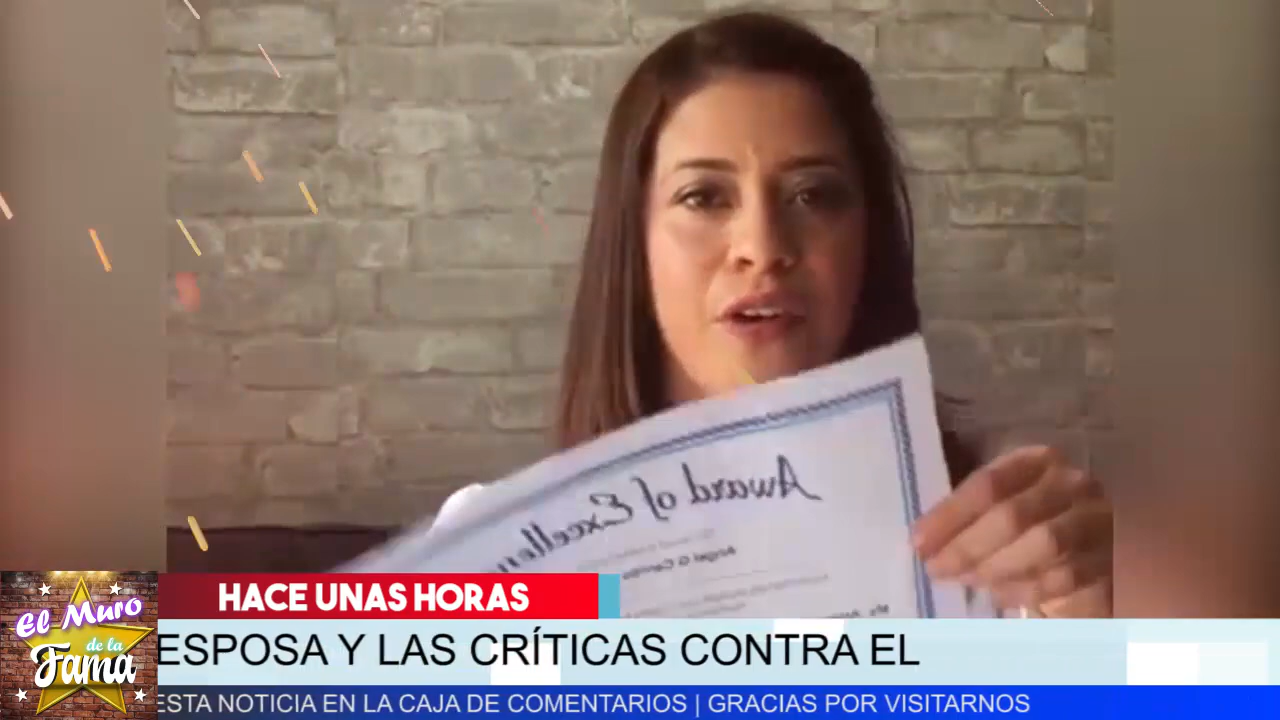 Award of Excellen
HACE UNAS HORAS
ESPOSA Y LAS CRÍTICAS CONTRA EL
ESTA NOTICIA EN LA CAJA DE COMENTARIOS | GRACIAS POR VISITARNOS
El Muro
de la
Fama